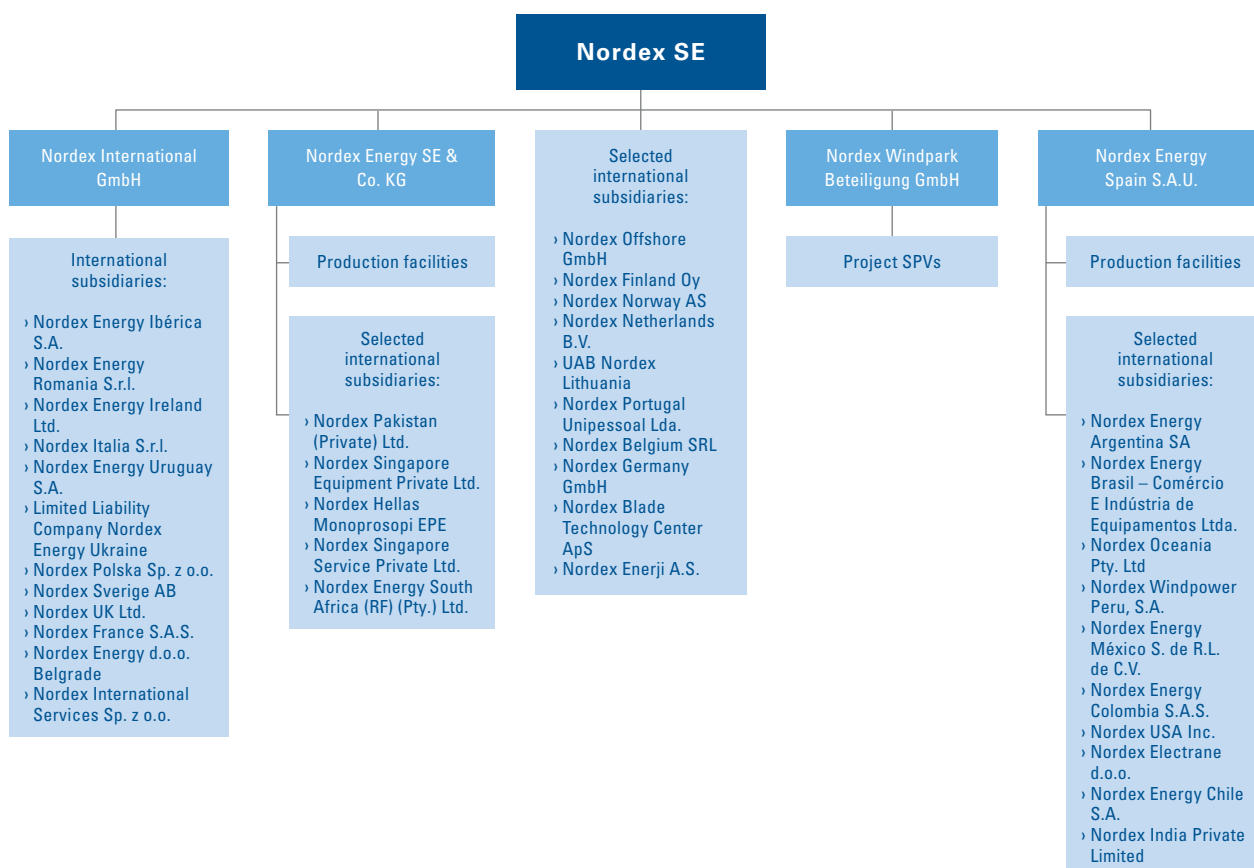 Nordex SE
Nordex International
GmbH
International
subsidiaries:
› Nordex Energy Ibérica
S.A.
› Nordex Energy
Romania S.r.l.
› Nordex Energy Ireland
Ltd.
› Nordex Italia S.r.l.
› Nordex Energy Uruguay
S.A.
› Limited Liability
Company Nordex
Energy Ukraine
› Nordex Polska Sp. z o.o.
› Nordex Sverige AB
› Nordex UK Ltd.
› Nordex France S.A.S.
› Nordex Energy d.o.o.
Belgrade
› Nordex International
Services Sp. z o.o.
Nordex Energy SE &
Co. KG
Production facilities
Selected
international
subsidiaries:
› Nordex Pakistan
(Private) Ltd.
› Nordex Singapore
Equipment Private Ltd.
› Nordex Hellas
Monoprosopi EPE
› Nordex Singapore
Service Private Ltd.
› Nordex Energy South
Africa (RF) (Pty.) Ltd.
Selected
international
subsidiaries:
› Nordex Offshore
GmbH
› Nordex Finland Oy
› Nordex Norway AS
› Nordex Netherlands
B.V.
› UAB Nordex
Lithuania
› Nordex Portugal
Unipessoal Lda.
› Nordex Belgium SRL
› Nordex Germany
GmbH
› Nordex Blade
Technology Center
ApS
› Nordex Enerji A.S.
Nordex Windpark
Beteiligung GmbH
Project SPVs
Nordex Energy
Spain S.A.U.
Production facilities
Selected
international
subsidiaries:
› Nordex Energy
Argentina SA
› Nordex Energy
Brasil – Comércio
E Indústria de
Equipamentos Ltda.
› Nordex Oceania
Pty. Ltd
› Nordex Windpower
Peru, S.A.
› Nordex Energy
México S. de R.L.
de C.V.
› Nordex Energy
Colombia S.A.S.
› Nordex USA Inc.
› Nordex Electrane
d.o.o.
› Nordex Energy Chile
S.A.
› Nordex India Private
Limited